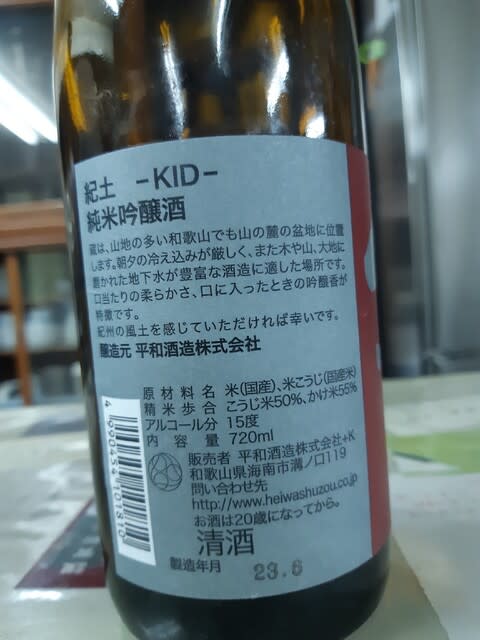 紀土 -KID-
純米吟醸酒
蔵は、山地の多い和歌山でも山の麓の盆地に位置
します。朝夕の冷え込みが厳しく、また木や山、大地に
磨かれた地下水が豊富な酒造に適した場所です。
口当たりの柔らかさ、口に入ったときの吟醸香が
特徴です。
紀州の風土を感じていただければ幸いです。
醸造元 平和酒造株式会社
原材料名 米(国産)、米こうじ(国産米)
精米歩合 こうじ米50%、かけ米55%
アルコール分 15度
内容量 720ml
販売者 平和酒造株式会社+K
和歌山県海南市溝ノ口119
問い合わせ先
http://www.heiwashuzou.co.jp
お酒は20歳になってから。
清酒
製造年月 23.6
4 990454 101310